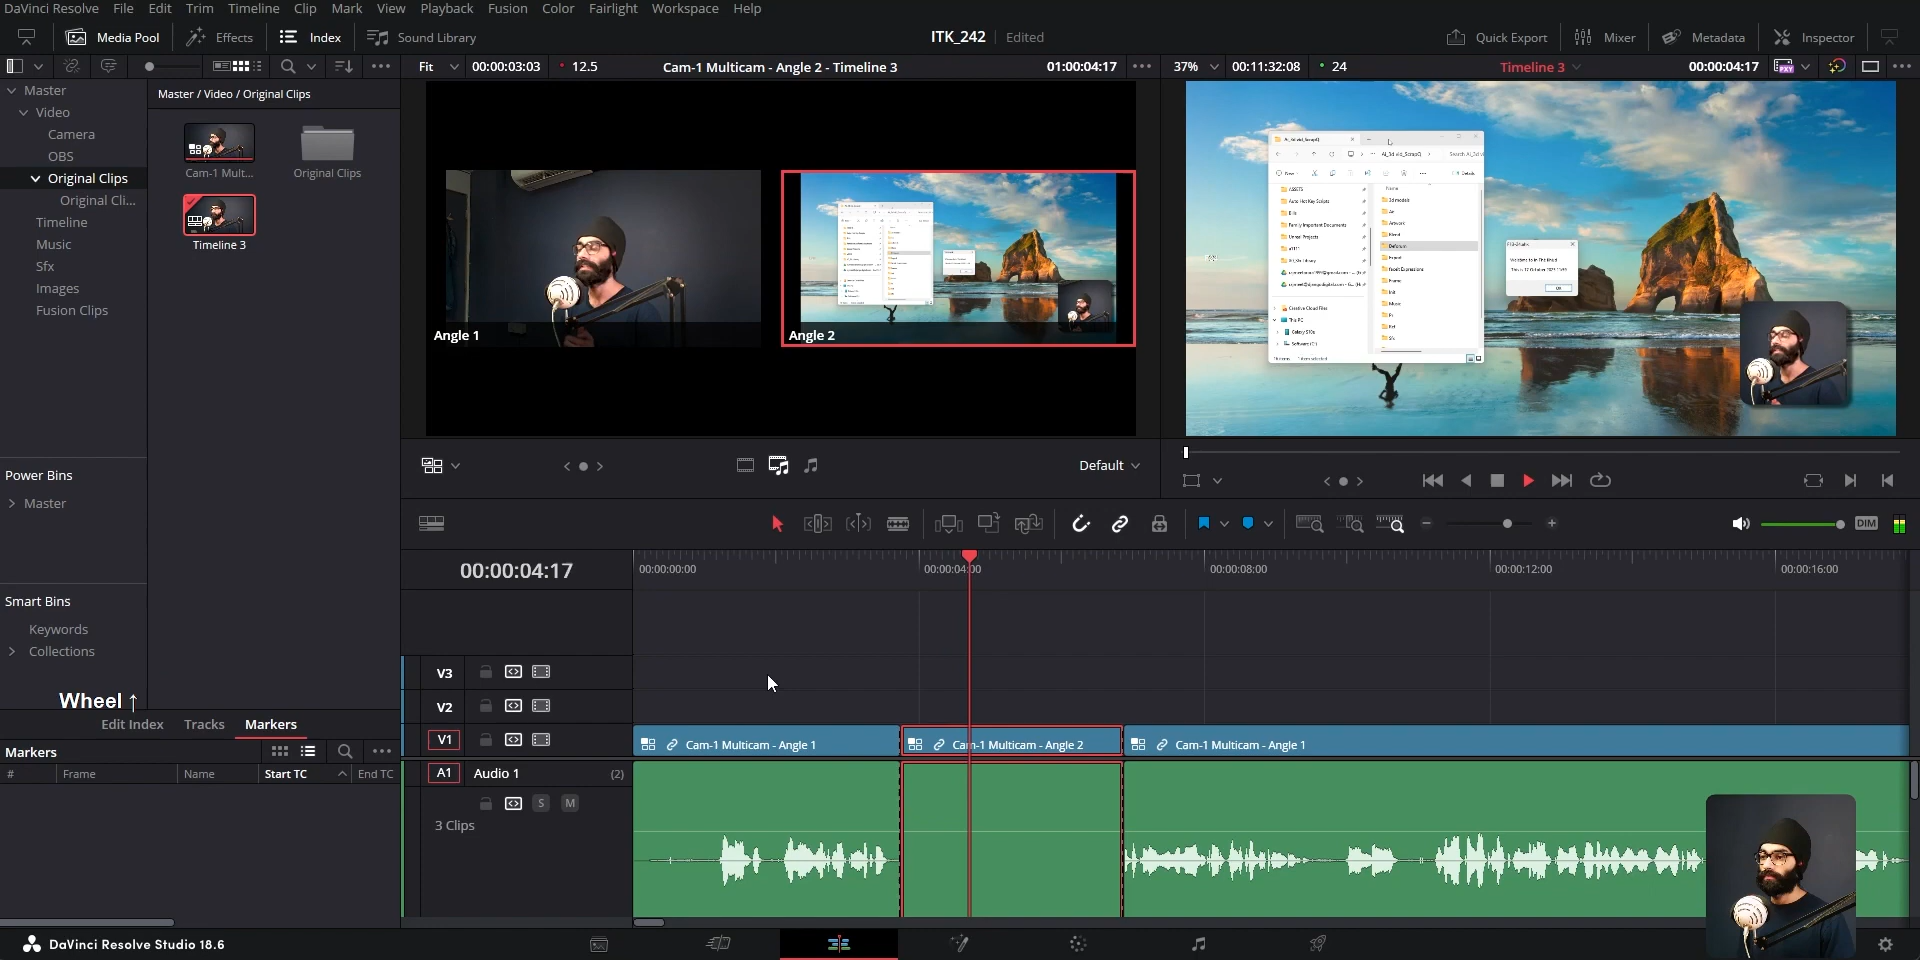 DaVinci Resolve File Edit Trim Timeline Clip Mark View Playback Fusion Color Fairlight Workspace Help
Media Pool Effects Index Sound Library ITK_242 Edited Quick Export Mixer Metadata Inspector
Fit 00:00:03:03 12.5 Cam-1 Multicam - Angle 2 - Timeline 3 01:00:04:17 37% 00:11:32:08 24 Timeline 3 00:00:04:17
Master
Video
Camera
OBS
Original Clips
Original Cli...
Timeline
Music
Sfx
Images
Fusion Clips
Power Bins
Master
Smart Bins
Keywords
Collections
Wheel ↑
Master / Video / Original Clips
Cam-1 Mult...
Original Clips
Timeline 3
Angle 1
Angle 2
Default
Edit Index Tracks Markers
Markers
# Frame Name Start TC End TC
00:00:04:17
00:00:00:00 00:00:04:00 00:00:08:00 00:00:12:00 00:00:16:00
V3
V2
V1 Cam-1 Multicam - Angle 1 Cam-1 Multicam - Angle 2 Cam-1 Multicam - Angle 1
A1 Audio 1 (2)
S M
3 Clips
DIM
PXY
DaVinci Resolve Studio 18.6